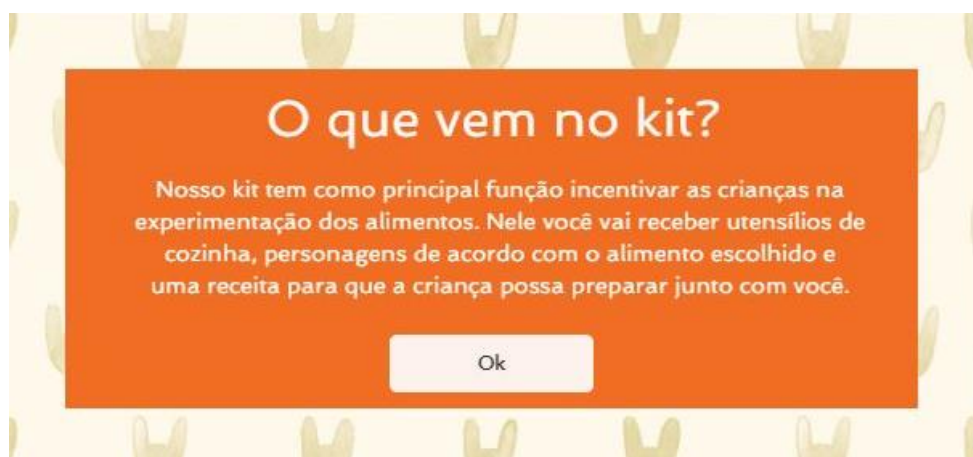 O que vem no kit?
Nosso kit tem como principal função incentivar as crianças na
experimentação dos alimentos. Nele você vai receber utensílios de
cozinha, personagens de acordo com o alimento escolhido e
uma receita para que a criança possa preparar junto com você.
Ok